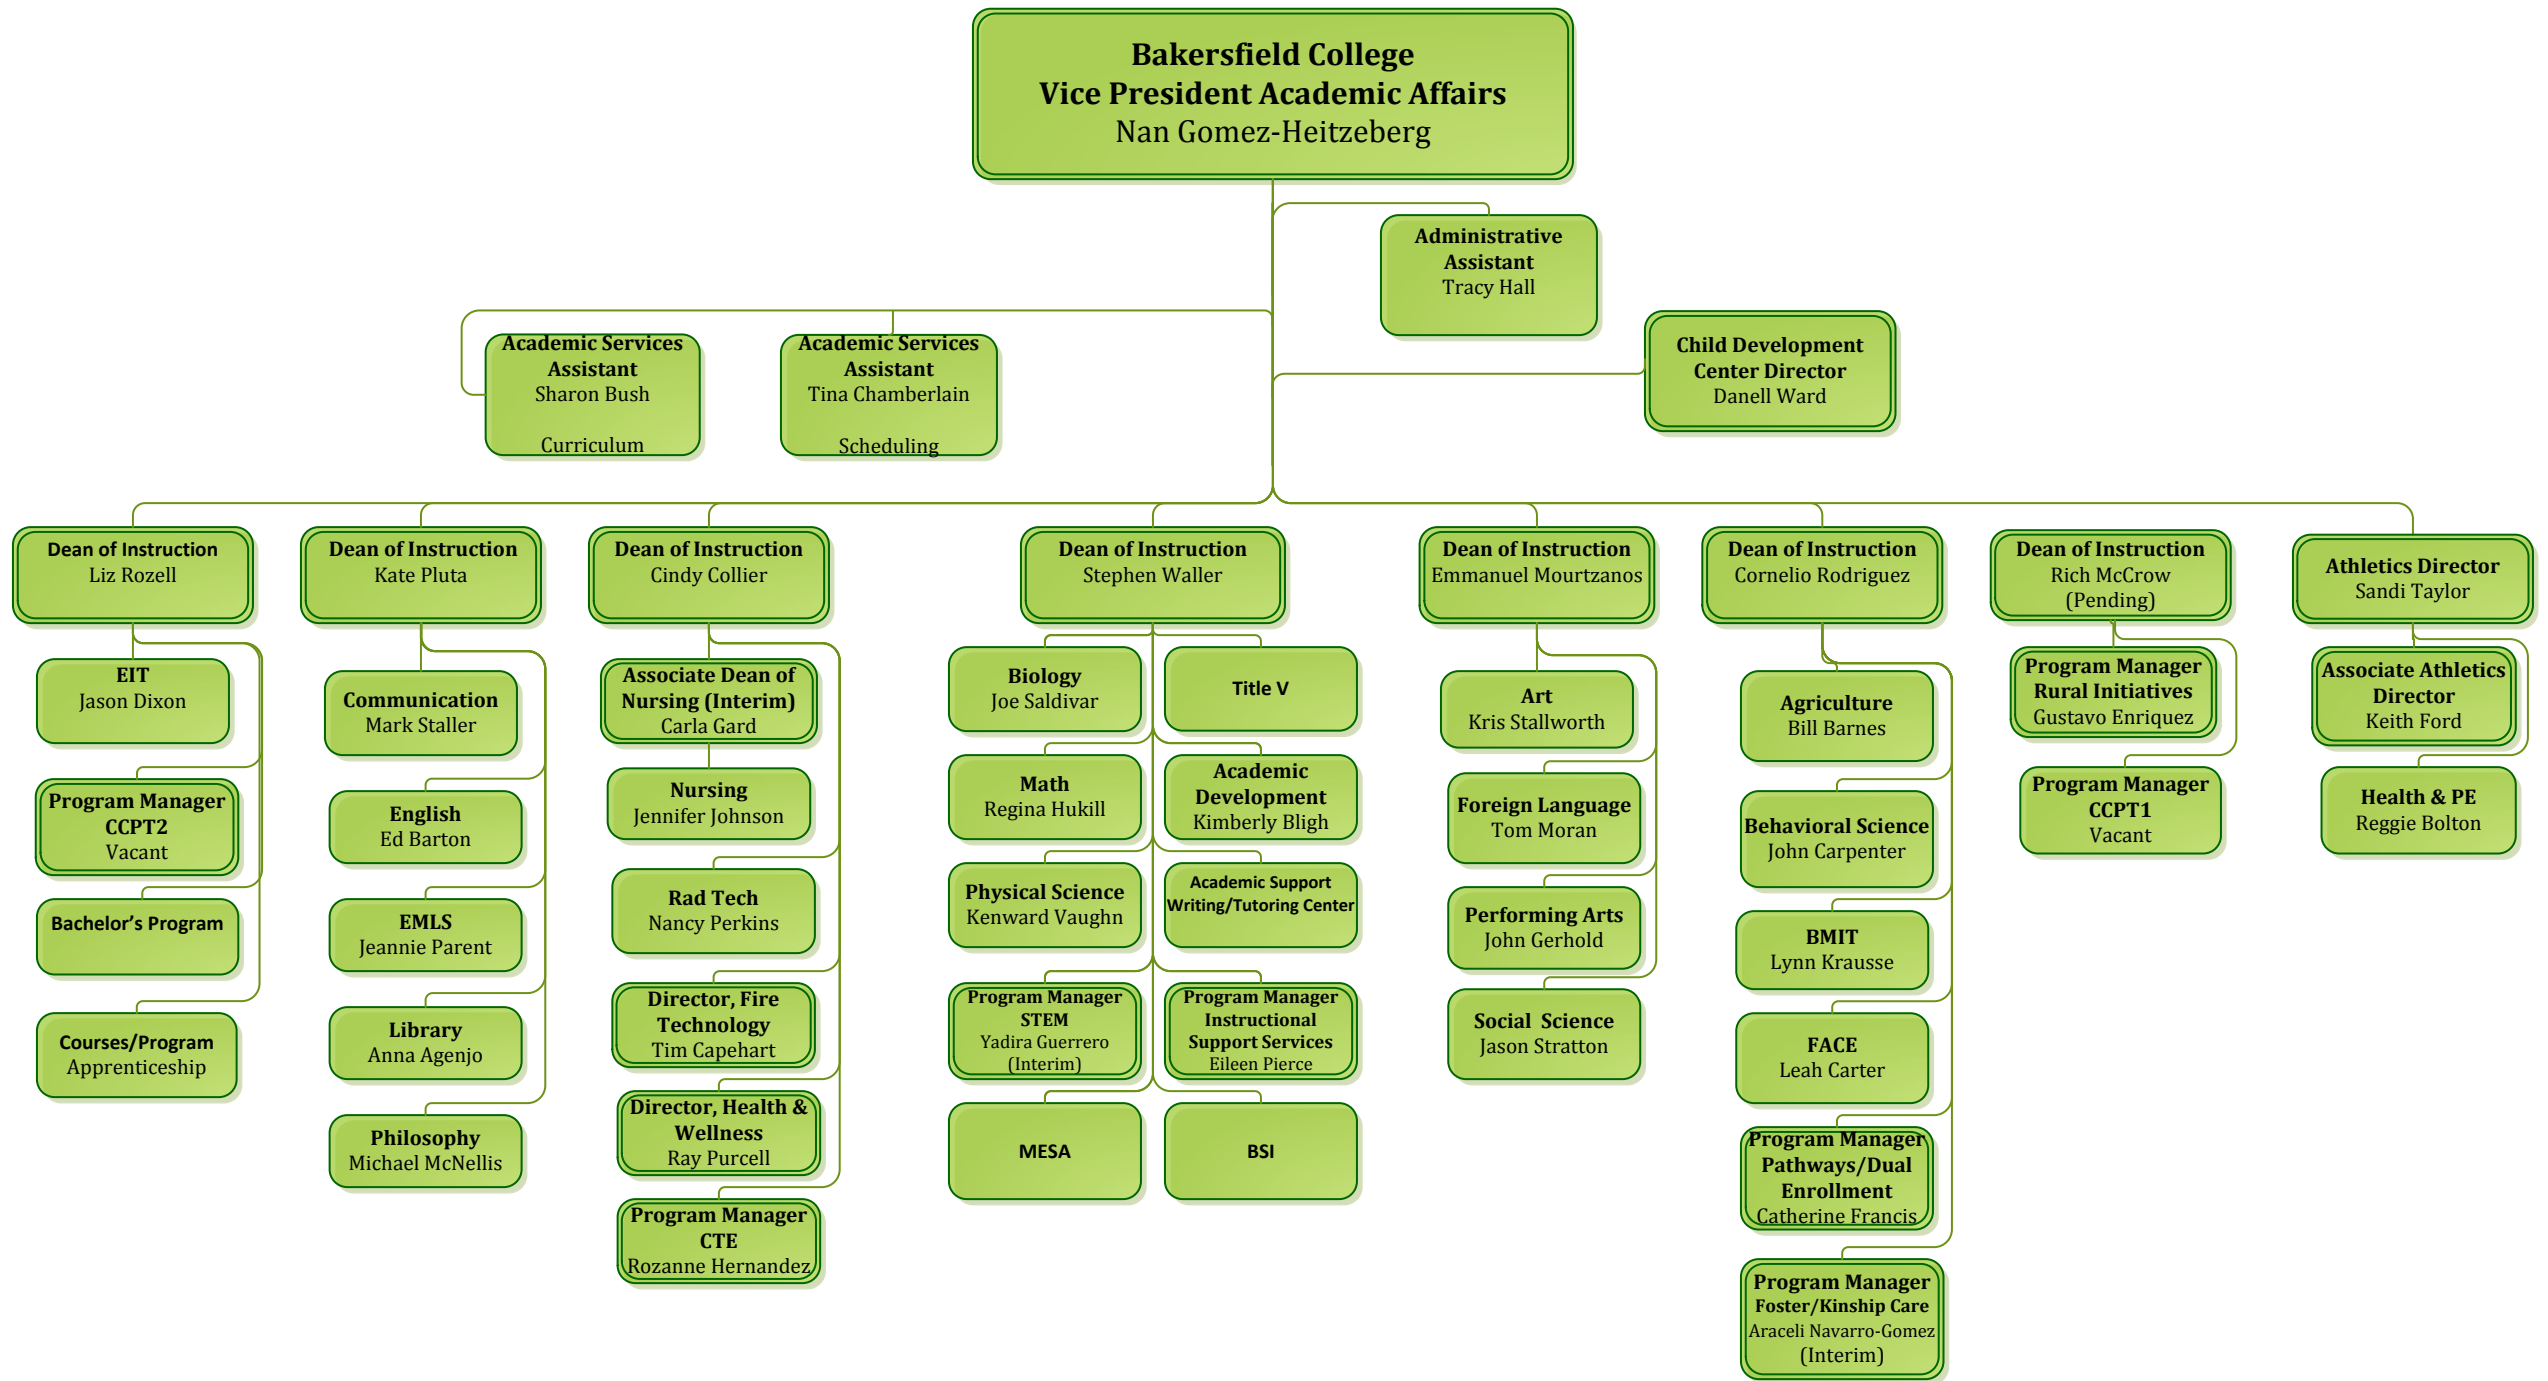 Bakersfield College
Vice President Academic Affairs
Nan Gomez-Heitzeberg
Administrative
Assistant
Tracy Hall
Academic Services
Assistant
Sharon Bush
Curriculum
Academic Services
Assistant
Tina Chamberlain
Scheduling
Child Development
Center Director
Danell Ward
Dean of Instruction
Liz Rozell
EIT
Jason Dixon
Program Manager
CCPT2
Vacant
Bachelor’s Program
Courses/Program
Apprenticeship
Dean of Instruction
Kate Pluta
Communication
Mark Staller
English
Ed Barton
EMLS
Jeannie Parent
Library
Anna Agenjo
Philosophy
Michael McNellis
Dean of Instruction
Cindy Collier
Associate Dean of
Nursing (Interim)
Carla Gard
Nursing
Jennifer Johnson
Rad Tech
Nancy Perkins
Director, Fire
Technology
Tim Capehart
Director, Health &
Wellness
Ray Purcell
Program Manager
CTE
Rozanne Hernandez
Dean of Instruction
Stephen Waller
Biology
Joe Saldivar
Title V
Math
Regina Hukill
Academic
Development
Kimberly Bligh
Physical Science
Kenward Vaughn
Academic Support
Writing/Tutoring Center
Program Manager
STEM
Yadira Guerrero
(Interim)
Program Manager
Instructional
Support Services
Eileen Pierce
MESA
BSI
Dean of Instruction
Emmanuel Mourtzanos
Art
Kris Stallworth
Foreign Language
Tom Moran
Performing Arts
John Gerhold
Social Science
Jason Stratton
Dean of Instruction
Cornelio Rodriguez
Agriculture
Bill Barnes
Behavioral Science
John Carpenter
BMIT
Lynn Krausse
FACE
Leah Carter
Program Manager
Pathways/Dual
Enrollment
Catherine Francis
Program Manager
Foster/Kinship Care
Araceli Navarro-Gomez
(Interim)
Dean of Instruction
Rich McCrow
(Pending)
Program Manager
Rural Initiatives
Gustavo Enriquez
Program Manager
CCPT1
Vacant
Athletics Director
Sandi Taylor
Associate Athletics
Director
Keith Ford
Health & PE
Reggie Bolton